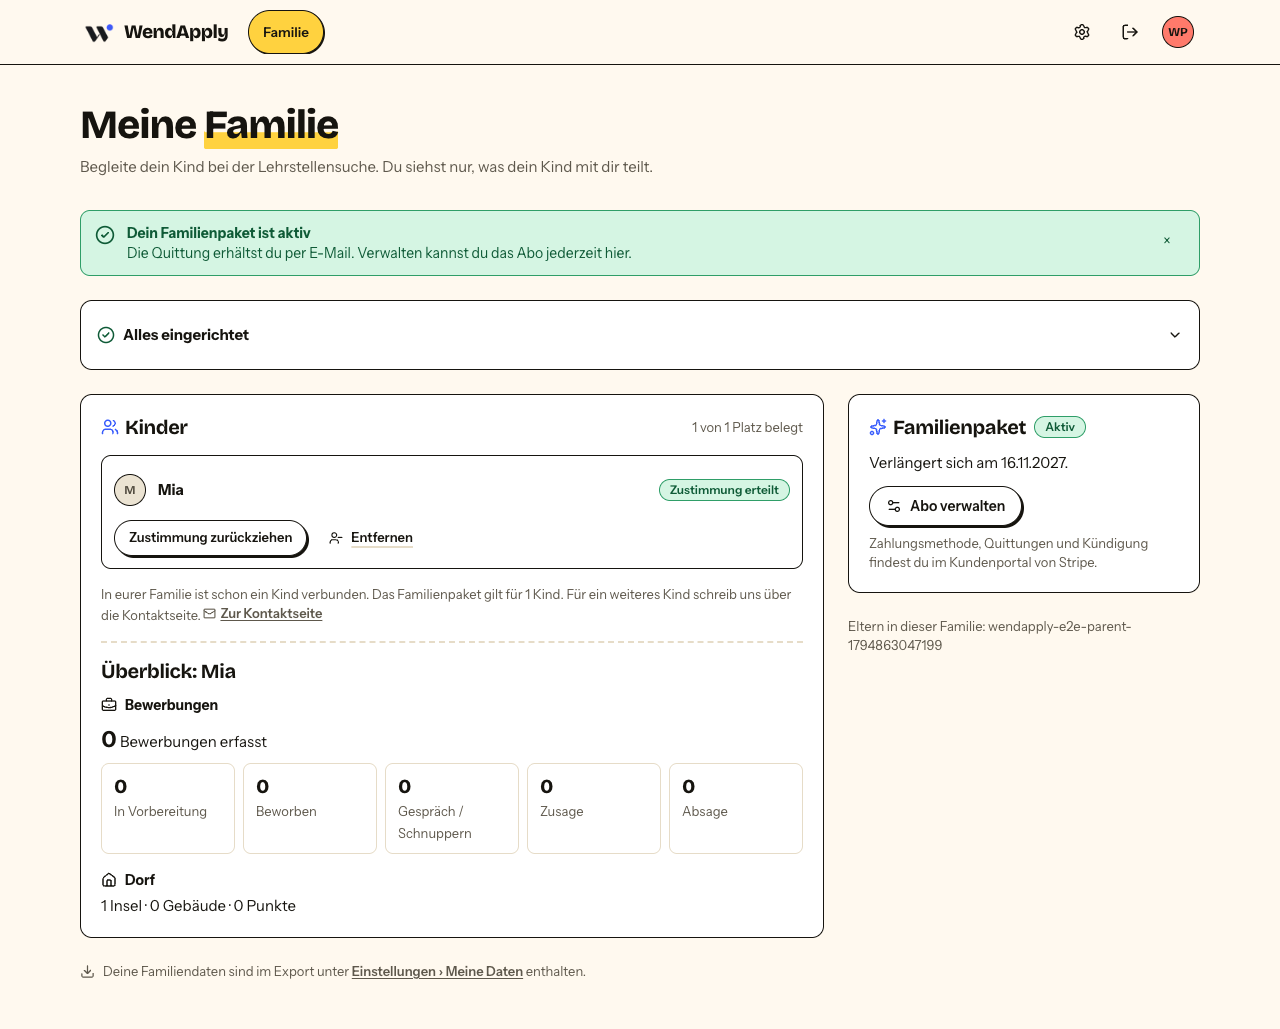 WendApply
Familie
WP
Meine Familie
Begleite dein Kind bei der Lehrstellensuche. Du siehst nur, was dein Kind mit dir teilt.
Dein Familienpaket ist aktiv
Die Quittung erhältst du per E-Mail. Verwalten kannst du das Abo jederzeit hier.
×
Alles eingerichtet
Kinder
1 von 1 Platz belegt
M
Mia
Zustimmung erteilt
Zustimmung zurückziehen
Entfernen
In eurer Familie ist schon ein Kind verbunden. Das Familienpaket gilt für 1 Kind. Für ein weiteres Kind schreib uns über
die Kontaktseite. Zur Kontaktseite
Überblick: Mia
Bewerbungen
0 Bewerbungen erfasst
0
In Vorbereitung
0
Beworben
0
Gespräch /
Schnuppern
0
Zusage
0
Absage
Dorf
1 Insel · 0 Gebäude · 0 Punkte
Familienpaket
Aktiv
Verlängert sich am 16.11.2027.
Abo verwalten
Zahlungsmethode, Quittungen und Kündigung
findest du im Kundenportal von Stripe.
Eltern in dieser Familie: wendapply-e2e-parent-
1794863047199
Deine Familiendaten sind im Export unter Einstellungen › Meine Daten enthalten.